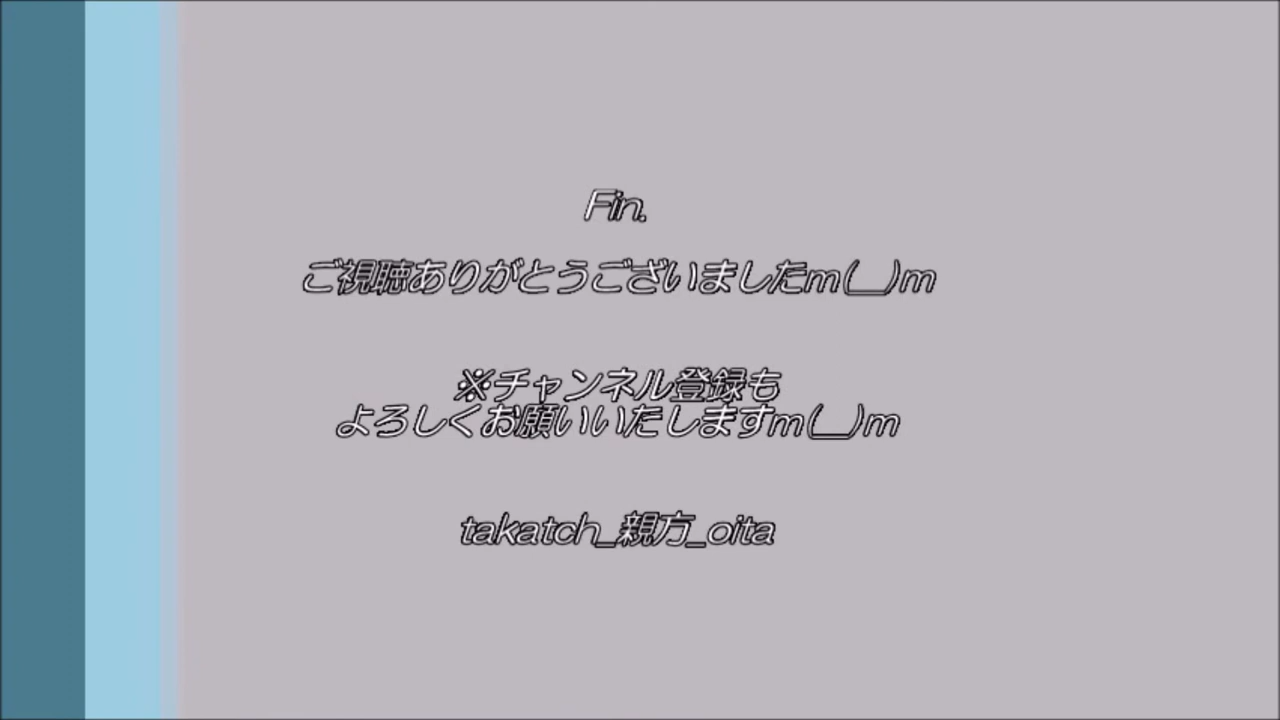 Fin.
ご視聴ありがとうございましたm(__)m
※チャンネル登録も
よろしくお願いいたしますm(__)m
takatch_親方_oita